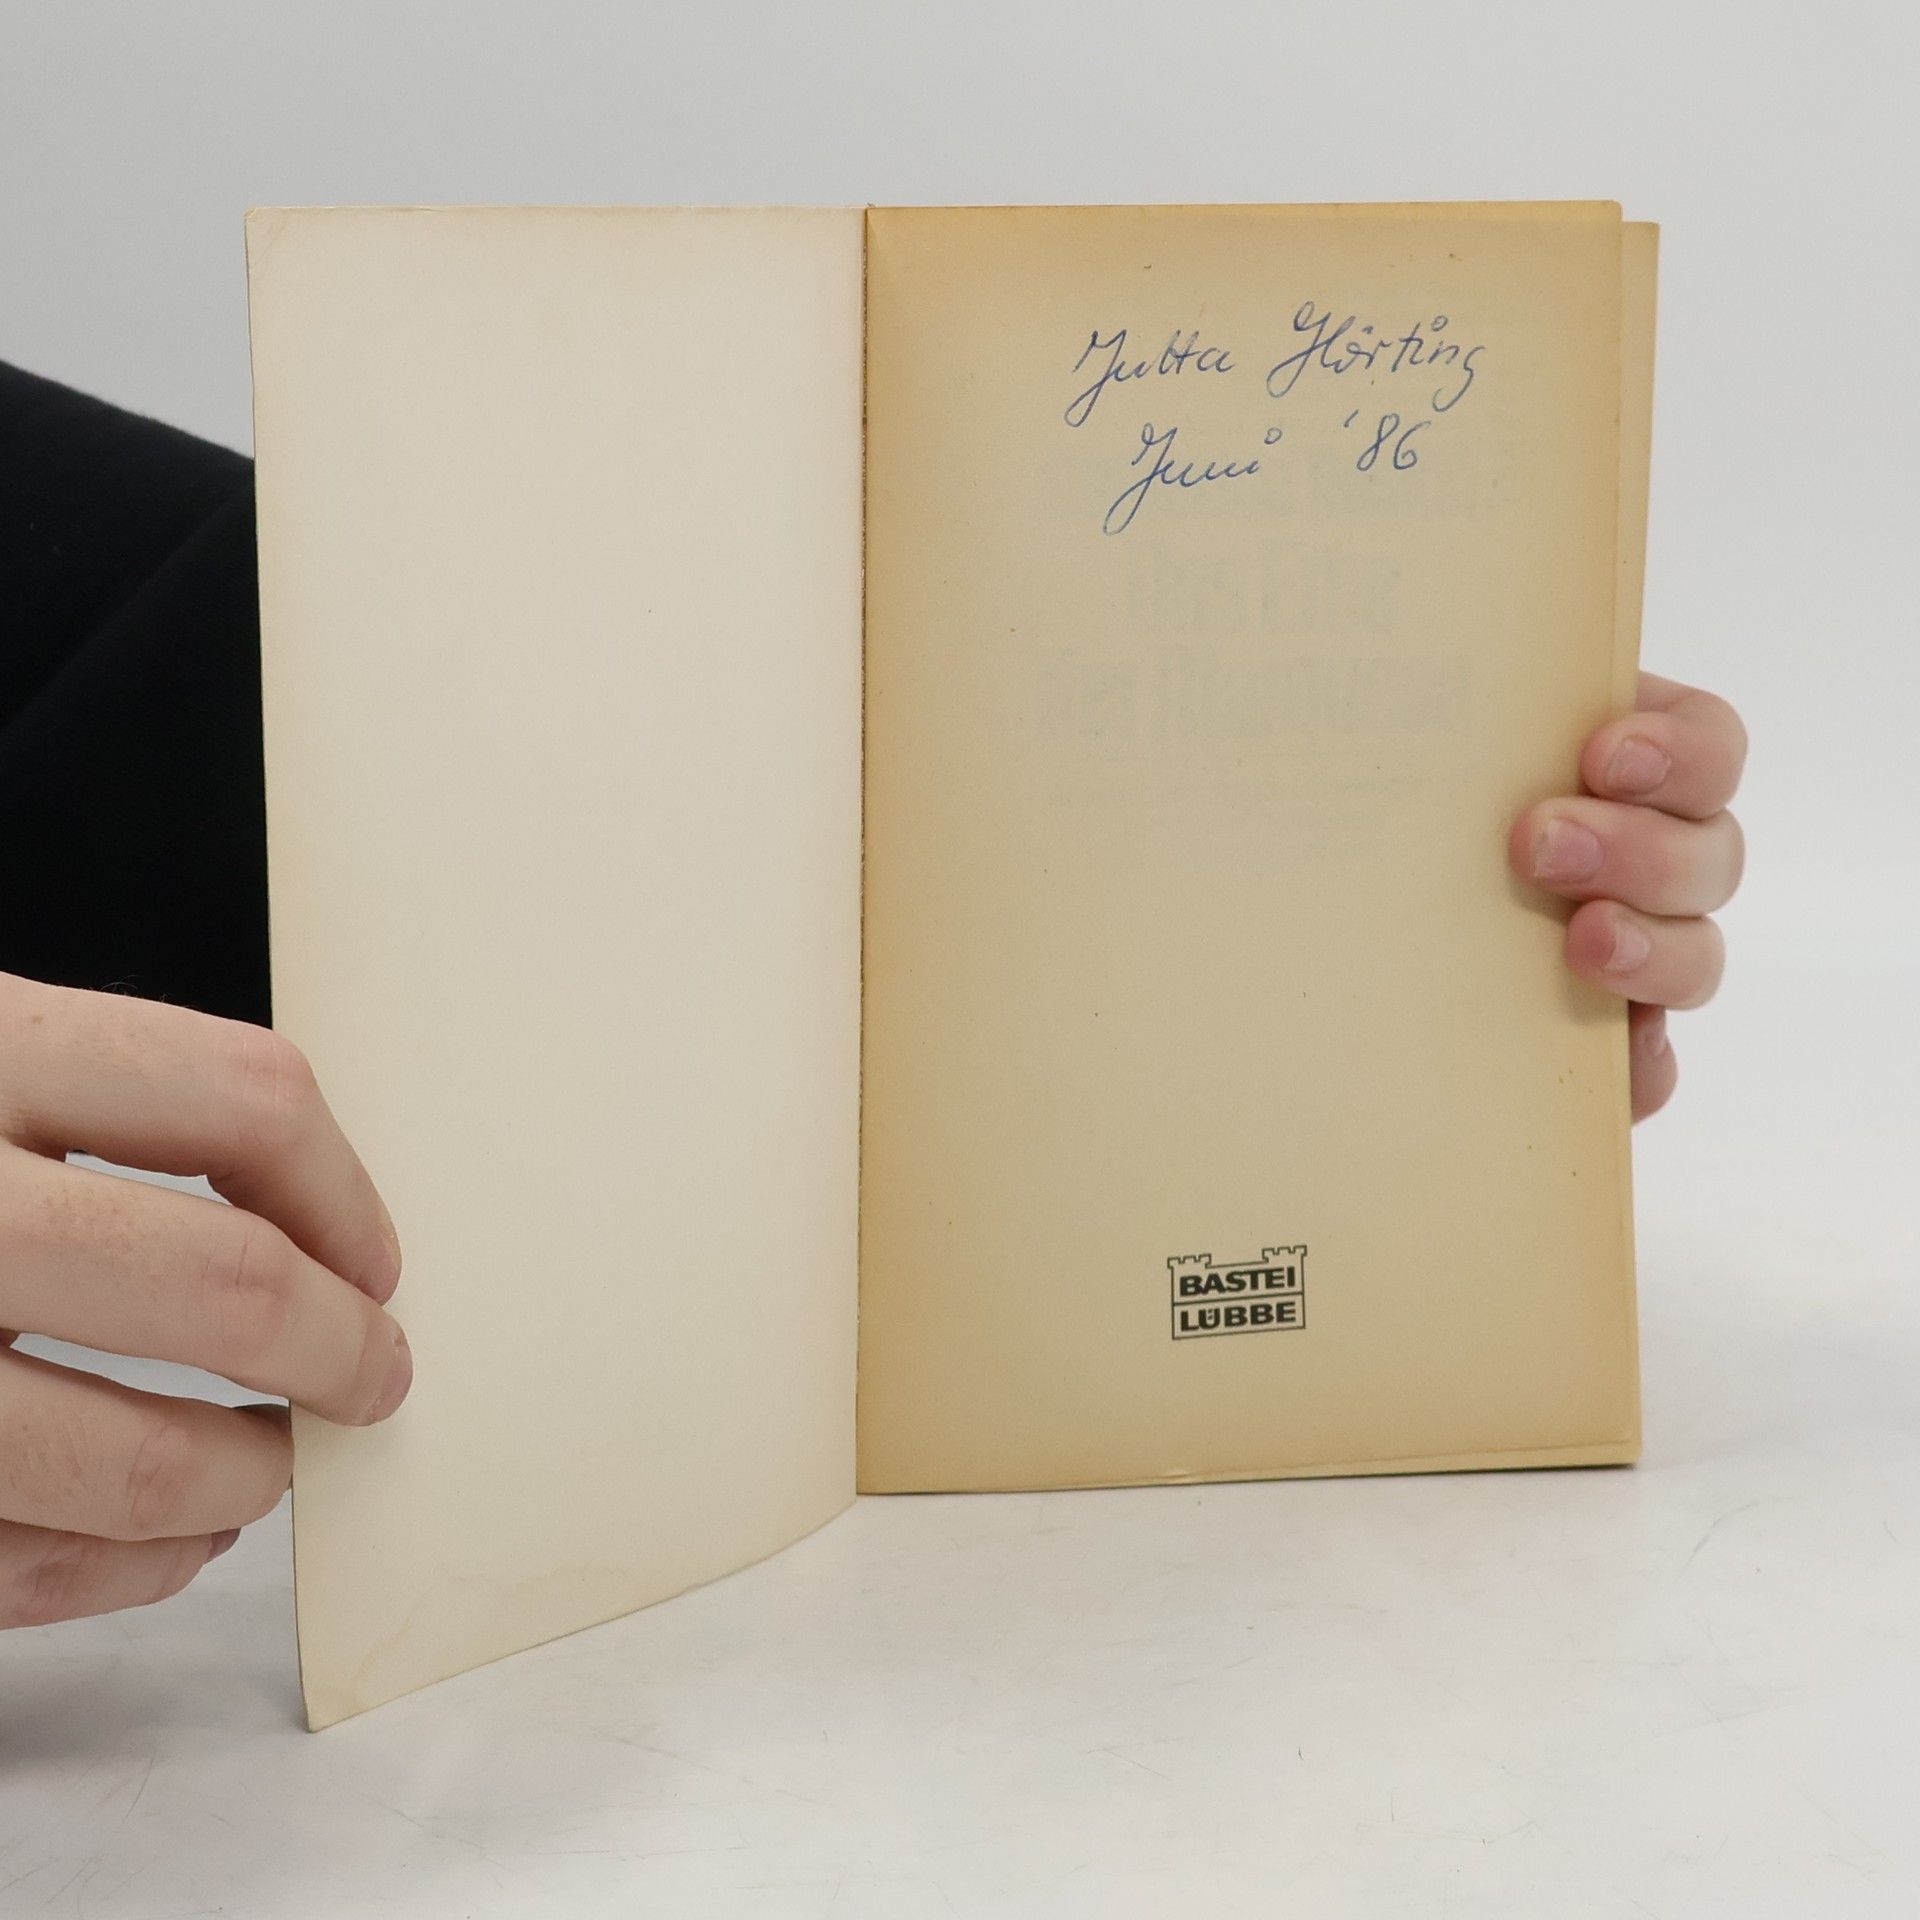 Jutta Hörting
Juni '86
BASTEI
LÜBBE